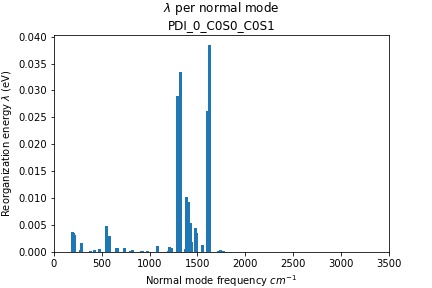 λ per normal mode
PDI_0_C0S0_C0S1
Reorganization energy λ (eV)
0.040
0.035
0.030
0.025
0.020
0.015
0.010
0.005
0.000
0 500 1000 1500 2000 2500 3000 3500
Normal mode frequency cm⁻¹